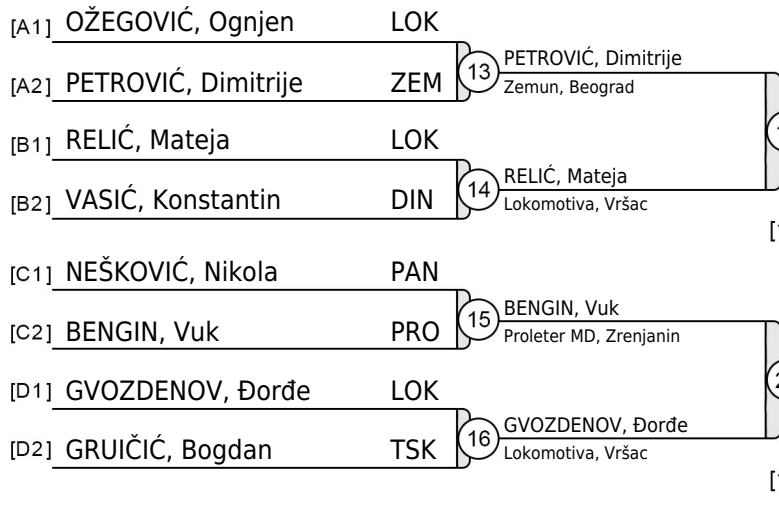 [A1] OŽEGOVIĆ, Ognjen LOK
[A2] PETROVIĆ, Dimitrije ZEM
13 PETROVIĆ, Dimitrije
Zemun, Beograd
[B1] RELIĆ, Mateja LOK
[B2] VASIĆ, Konstantin DIN
14 RELIĆ, Mateja
Lokomotiva, Vršac
[C1] NEŠKOVIĆ, Nikola PAN
[C2] BENGIN, Vuk PRO
15 BENGIN, Vuk
Proleter MD, Zrenjanin
[D1] GVOZDENOV, Đorđe LOK
[D2] GRUIČIĆ, Bogdan TSK
16 GVOZDENOV, Đorđe
Lokomotiva, Vršac